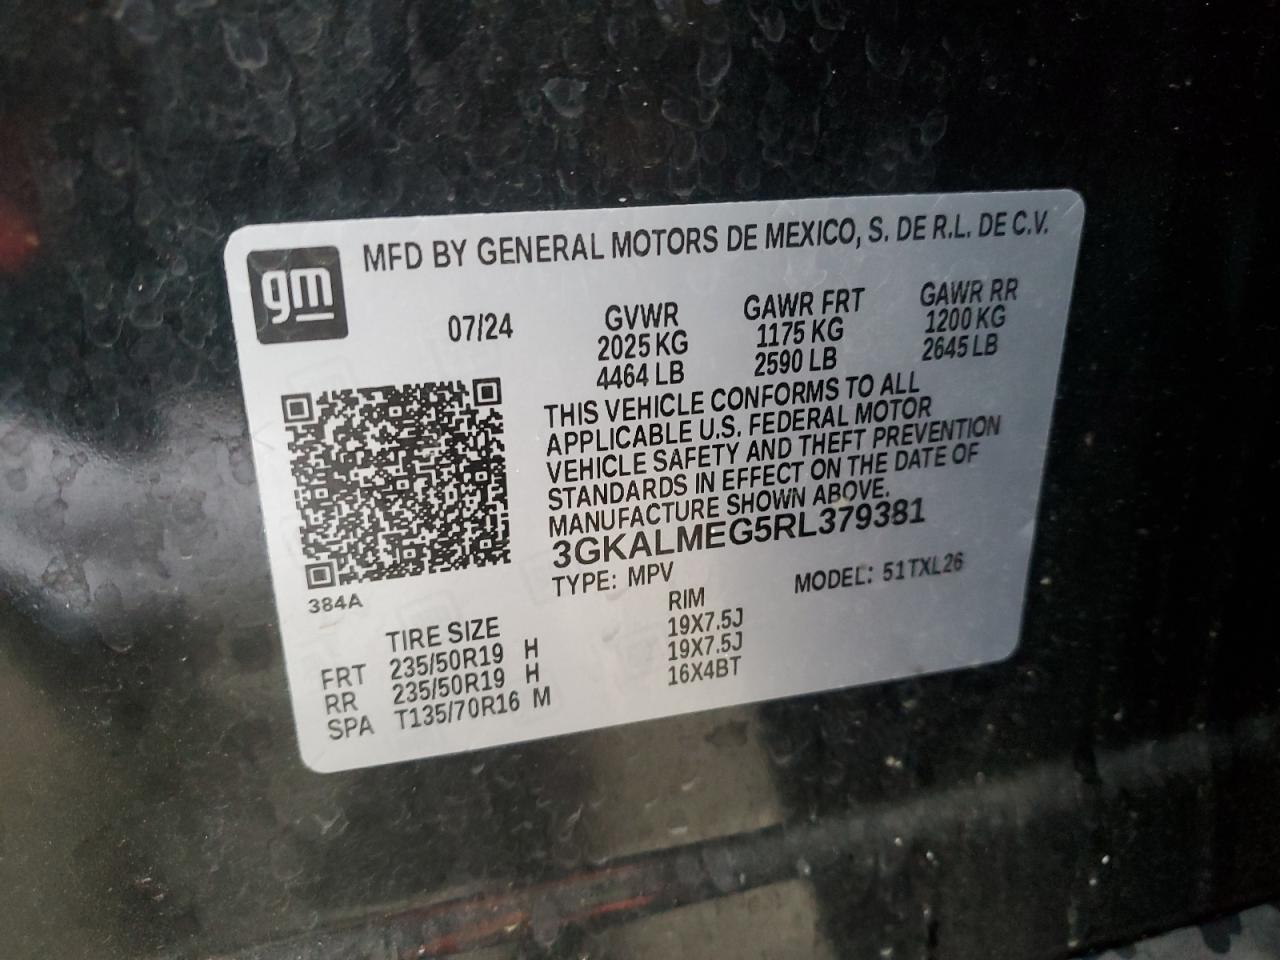 gm
MFD BY GENERAL MOTORS DE MEXICO, S. DE R.L. DE C.V.
07/24 GVWR GAWR FRT GAWR RR
2025 KG 1175 KG 1200 KG
4464 LB 2590 LB 2645 LB
THIS VEHICLE CONFORMS TO ALL
APPLICABLE U.S. FEDERAL MOTOR
VEHICLE SAFETY AND THEFT PREVENTION
STANDARDS IN EFFECT ON THE DATE OF
MANUFACTURE SHOWN ABOVE.
3GKALMEG5RL379381
TYPE: MPV MODEL: 51TXL26
384A
TIRE SIZE RIM
FRT 235/50R19 H 19X7.5J
RR 235/50R19 H 19X7.5J
SPA T135/70R16 M 16X4BT